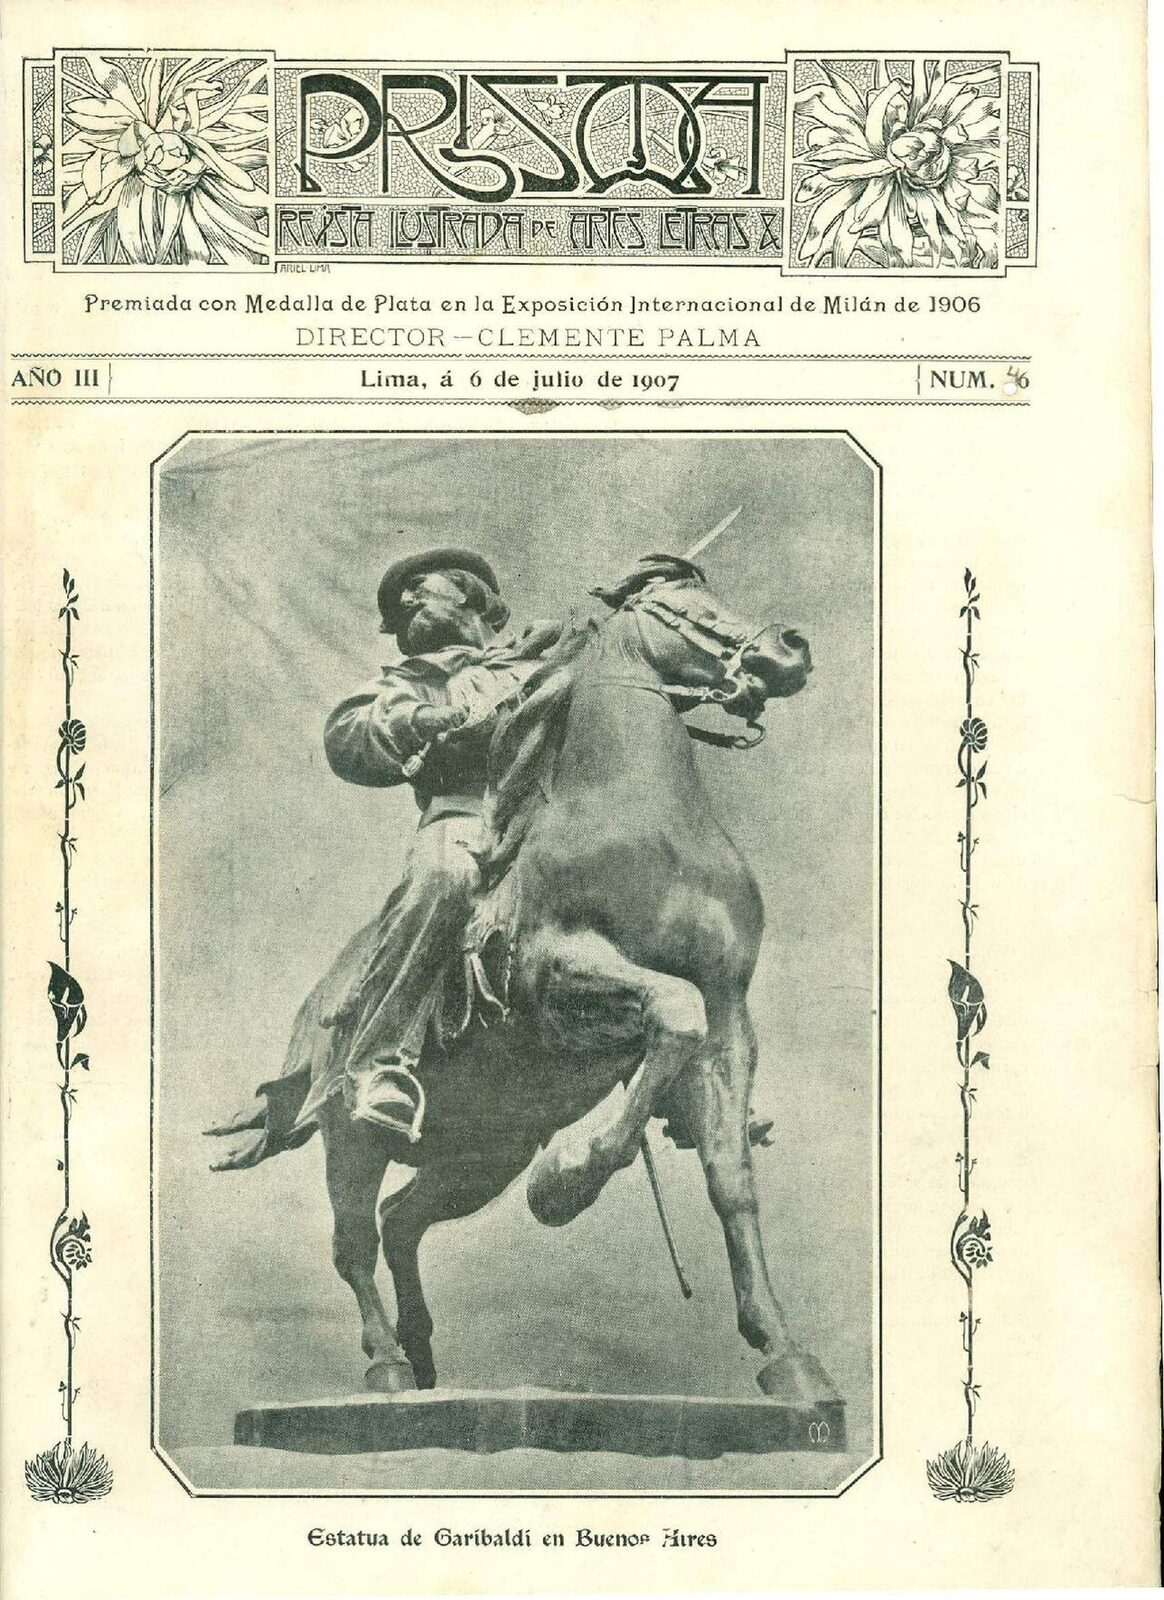 PRISMA
REVISTA ILUSTRADA DE ARTES LETRAS &
ARIEL LIMA
Premiada con Medalla de Plata en la Exposición Internacional de Milán de 1906
DIRECTOR — CLEMENTE PALMA
AÑO III
Lima, á 6 de julio de 1907
NUM. 46
Estatua de Garibaldi en Buenos Aires